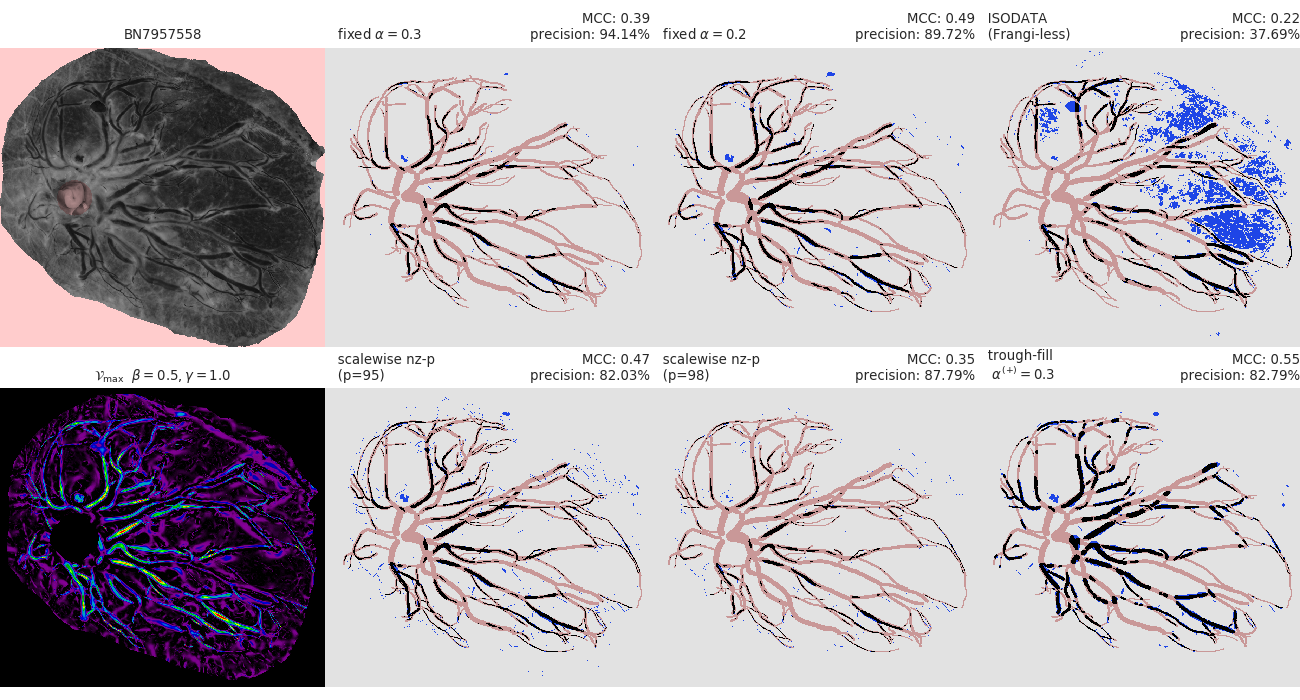 BN7957558
fixed α = 0.3
MCC: 0.39
precision: 94.14%
fixed α = 0.2
MCC: 0.49
precision: 89.72%
ISODATA
(Frangi-less)
MCC: 0.22
precision: 37.69%
𝒱max β = 0.5, γ = 1.0
scalewise nz-p
(p=95)
MCC: 0.47
precision: 82.03%
scalewise nz-p
(p=98)
MCC: 0.35
precision: 87.79%
trough-fill
α(+) = 0.3
MCC: 0.55
precision: 82.79%